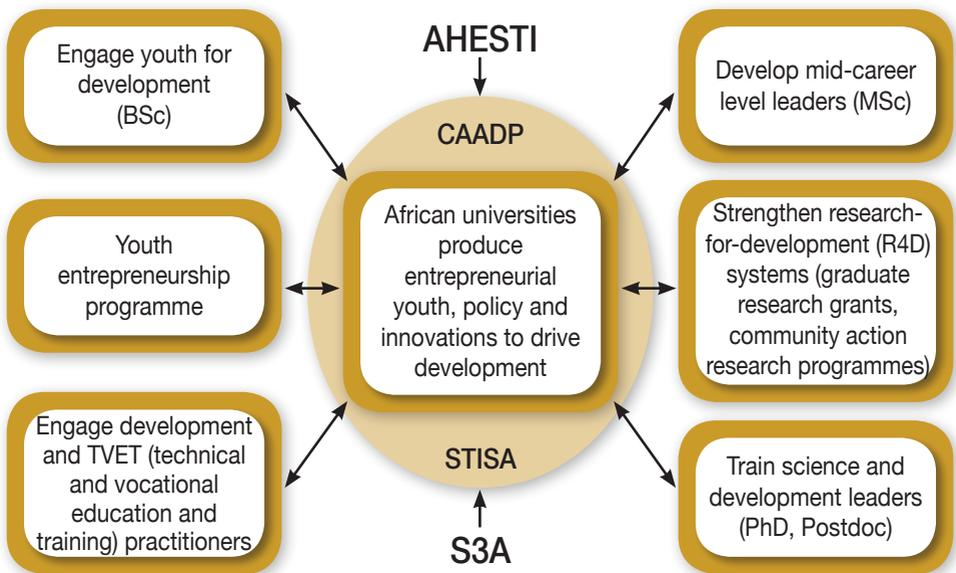 AHESTI
CAADP
Engage youth for
development
(BSc)
Youth
entrepreneurship
programme
Engage development
and TVET (technical
and vocational
education and
training) practitioners
African universities
produce
entrepreneurial
youth, policy and
innovations to drive
development
STISA
S3A
Develop mid-career
level leaders (MSc)
Strengthen research-
for-development (R4D)
systems (graduate
research grants,
community action
research programmes)
Train science and
development leaders
(PhD, Postdoc)